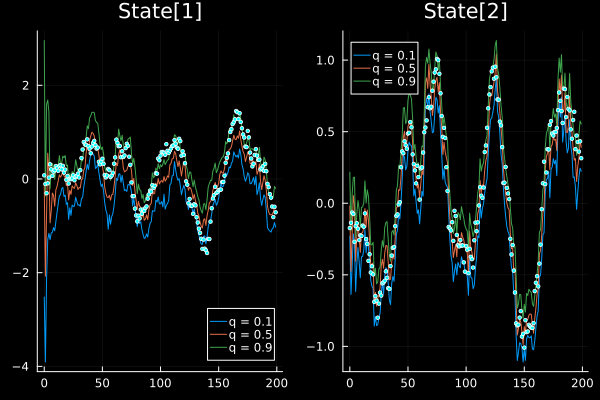 State[1]
2
0
−2
−4
0
50
100
150
200
q = 0.1
q = 0.5
q = 0.9
State[2]
1.0
0.5
0.0
−0.5
−1.0
0
50
100
150
200
q = 0.1
q = 0.5
q = 0.9